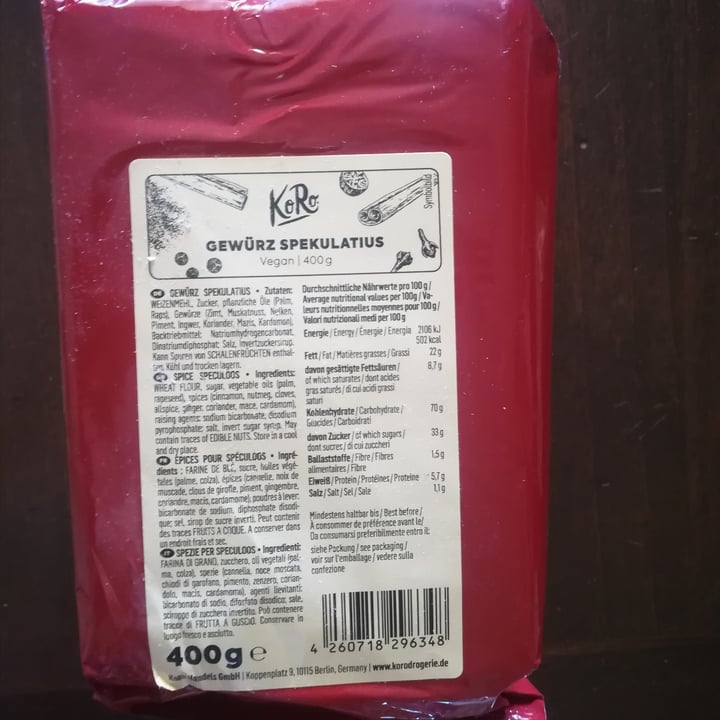 KoRo
Symbolbild
GEWÜRZ SPEKULATIUS
Vegan | 400 g
DE GEWÜRZ SPEKULATIUS • Zutaten:
WEIZENMEHL, Zucker, pflanzliche Öle (Palm,
Raps), Gewürze (Zimt, Muskatnuss, Nelken,
Piment, Ingwer, Koriander, Mazis, Kardamom),
Backtriebmittel: Natriumhydrogencarbonat,
Dinatriumdiphosphat; Salz, Invertzuckersirup.
Kann Spuren von SCHALENFRÜCHTEN enthal-
ten. Kühl und trocken lagern.
SPICE SPECULOOS • Ingredients:
WHEAT FLOUR, sugar, vegetable oils (palm,
rapeseed), spices (cinnamon, nutmeg, cloves,
allspice, ginger, coriander, mace, cardamom),
raising agents: sodium bicarbonate, disodium
pyrophosphate; salt, invert sugar syrup. May
contain traces of EDIBLE NUTS. Store in a cool
and dry place.
FR ÉPICES POUR SPÉCULOOS • Ingré-
dients : FARINE DE BLÉ, sucre, huiles végé-
tales (palme, colza), épices (cannelle, noix de
muscade, clous de girofle, piment, gingembre,
coriandre, macis, cardamome), poudres à lever:
bicarbonate de sodium, diphosphate disodi-
que; sel, sirop de sucre inverti. Peut contenir
des traces FRUITS A COQUE. A conserver dans
un endroit frais et sec.
IT SPEZIE PER SPECULOOS • Ingredienti:
FARINA DI GRANO, zucchero, oli vegetali (pal-
ma, colza), spezie (cannella, noce moscata,
chiodi di garofano, pimento, zenzero, corian-
dolo, macis, cardamomo), agenti lievitanti:
bicarbonato di sodio, difosfato disodico; sale,
sciroppo di zucchero invertito. Può contenere
tracce di FRUTTA A GUSCIO. Conservare in
luogo fresco e asciutto.
400g e
Durchschnittliche Nährwerte pro 100 g /
Average nutritional values per 100g / Va-
leurs nutritionnelles moyennes pour 100 g /
Valori nutrizionali medi per 100 g
Energie / Energy / Énergie / Energia 2106 kJ
502 kcal
Fett / Fat / Matières grasses / Grassi 22 g
davon gesättigte Fettsäuren / 8,7 g
of which saturates / dont acides
gras saturés / di cui acidi grassi
saturi
Kohlenhydrate / Carbohydrate / 70 g
Glucides / Carboidrati
davon Zucker / of which sugars / 33 g
dont sucres / di cui zuccheri
Ballaststoffe / Fibre / Fibres 1,5 g
alimentaires / Fibre
Eiweiß / Protein / Protéines / Proteine 5,7 g
Salz / Salt / Sel / Sale 1,1 g
Mindestens haltbar bis / Best before /
À consommer de préférence avant le/
Da consumarsi preferibilmente entro il:
siehe Packung / see packaging /
voir sur l'emballage / vedere sulla
confezione
4 260718 296348
Handels GmbH | Koppenplatz 9, 10115 Berlin, Germany | www.korodrogerie.de